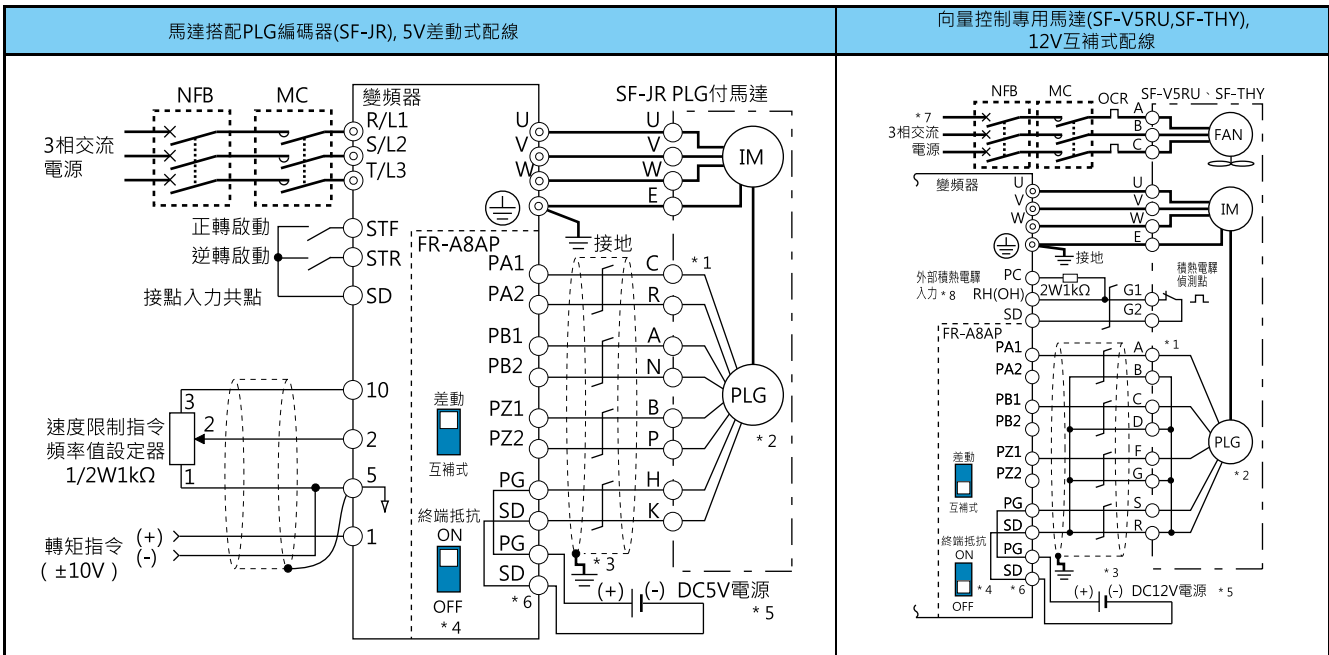 馬達搭配PLG編碼器(SF-JR), 5V差動式配線
NFB
MC
變頻器
R/L1
S/L2
T/L3
3相交流
電源
U
V
W
SF-JR PLG付馬達
U
V
W
E
IM
接地
正轉啟動
逆轉啟動
接點入力共點
STF
STR
SD
FR-A8AP
PA1
PA2
PB1
PB2
PZ1
PZ2
PG
SD
PG
SD
C
R
A
N
B
P
H
K
*1
PLG
*2
差動
互補式
終端抵抗
ON
OFF
*4
*6
*3
(+)
(-)
DC5V電源
*5
10
2
5
1
3
2
1
速度限制指令
頻率值設定器
1/2W1kΩ
轉矩指令
(±10V)
(+)
(-)
向量控制專用馬達(SF-V5RU,SF-THY),
12V互補式配線
NFB
MC
OCR
SF-V5RU、SF-THY
*7
3相交流
電源
A
B
C
FAN
變頻器
U
V
W
U
V
W
E
IM
接地
外部積熱電驛
入力*8
PC
RH(OH)
SD
2W1kΩ
G1
G2
積熱電驛
偵測點
FR-A8AP
PA1
PA2
PB1
PB2
PZ1
PZ2
PG
SD
PG
SD
A
B
C
D
F
G
S
R
*1
PLG
*2
差動
互補式
終端抵抗
ON
OFF
*4
*6
*3
(+)
(-)
DC12V電源
*5